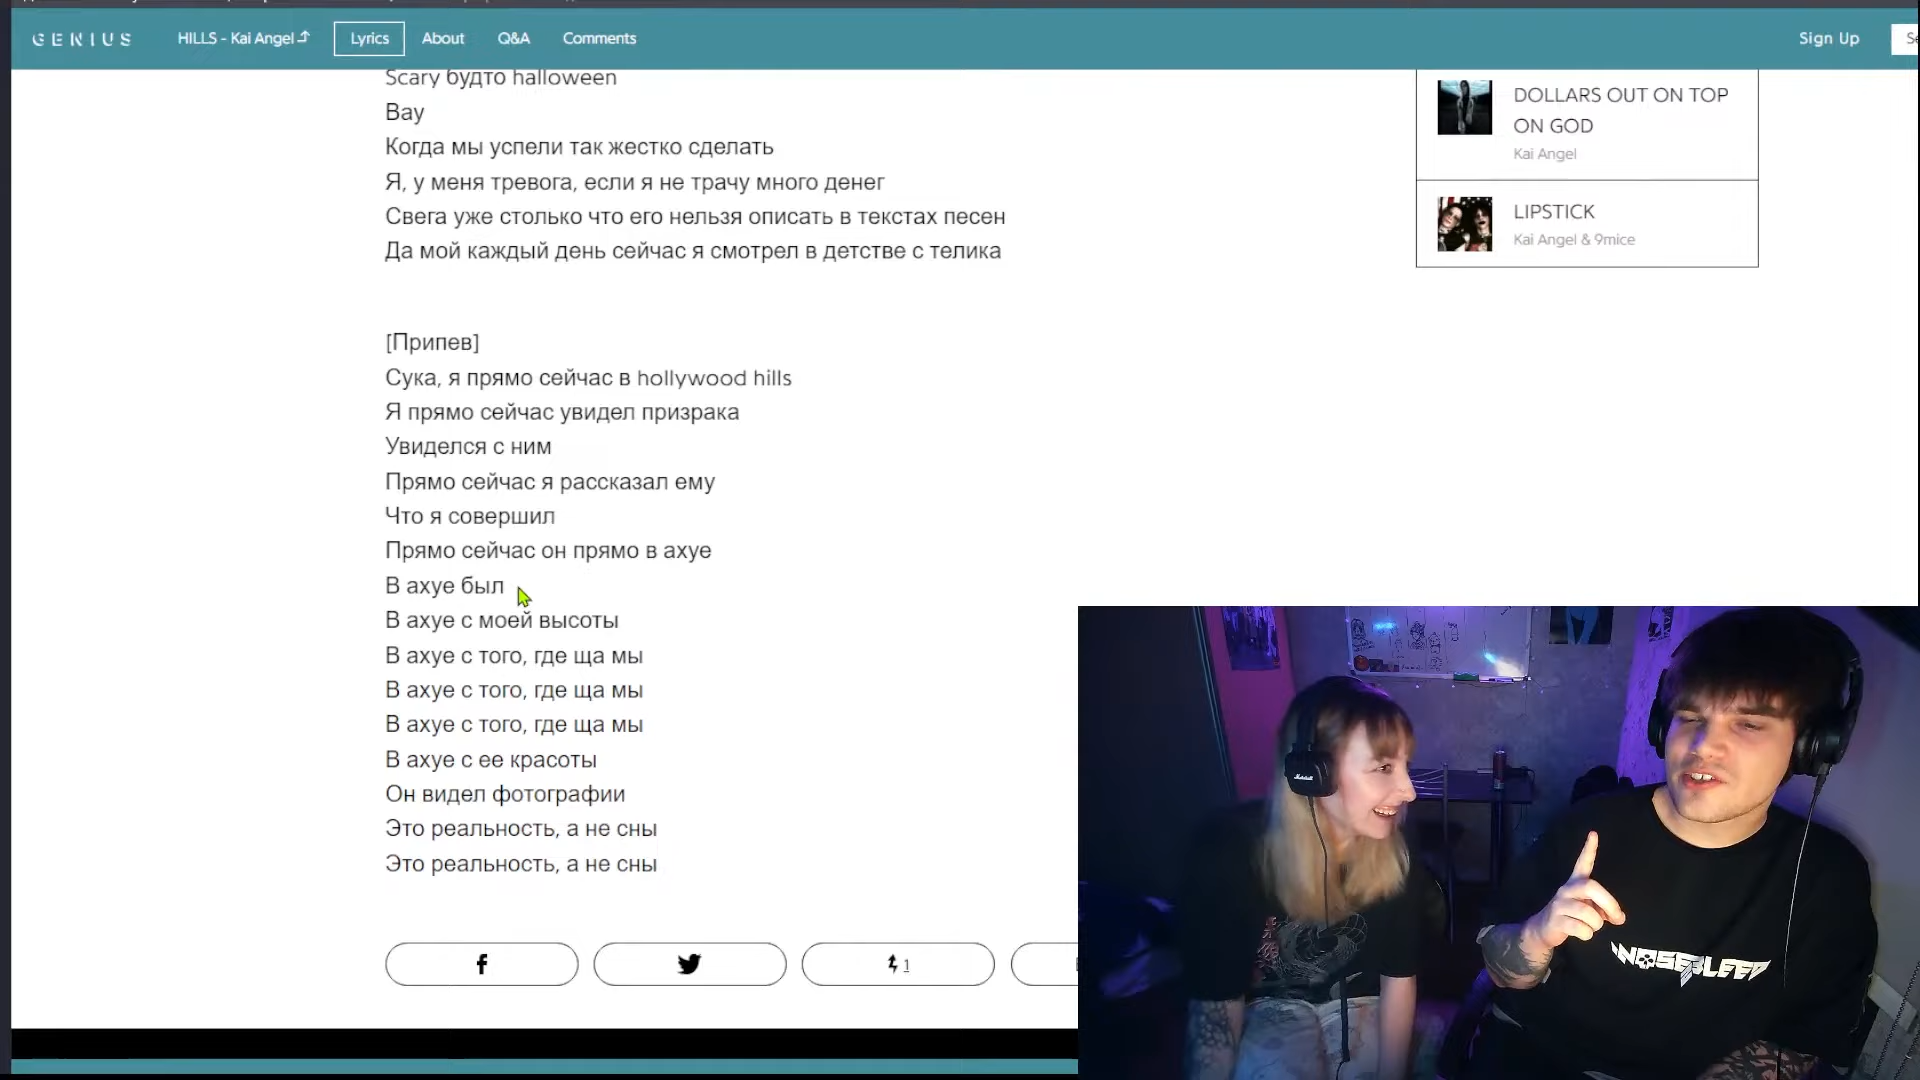 GENIUS
HILLS - Kai Angel
Lyrics
About
Q&A
Comments
Sign Up
Scary будто halloween
Вау
Когда мы успели так жестко сделать
Я, у меня тревога, если я не трачу много денег
Свега уже столько что его нельзя описать в текстах песен
Да мой каждый день сейчас я смотрел в детстве с телика
[Припев]
Сука, я прямо сейчас в hollywood hills
Я прямо сейчас увидел призрака
Увиделся с ним
Прямо сейчас я рассказал ему
Что я совершил
Прямо сейчас он прямо в ахуе
В ахуе был
В ахуе с моей высоты
В ахуе с того, где ща мы
В ахуе с того, где ща мы
В ахуе с того, где ща мы
В ахуе с ее красоты
Он видел фотографии
Это реальность, а не сны
Это реальность, а не сны
1
DOLLARS OUT ON TOP
ON GOD
Kai Angel
LIPSTICK
Kai Angel & 9mice
Marshall
NOSEBLEED